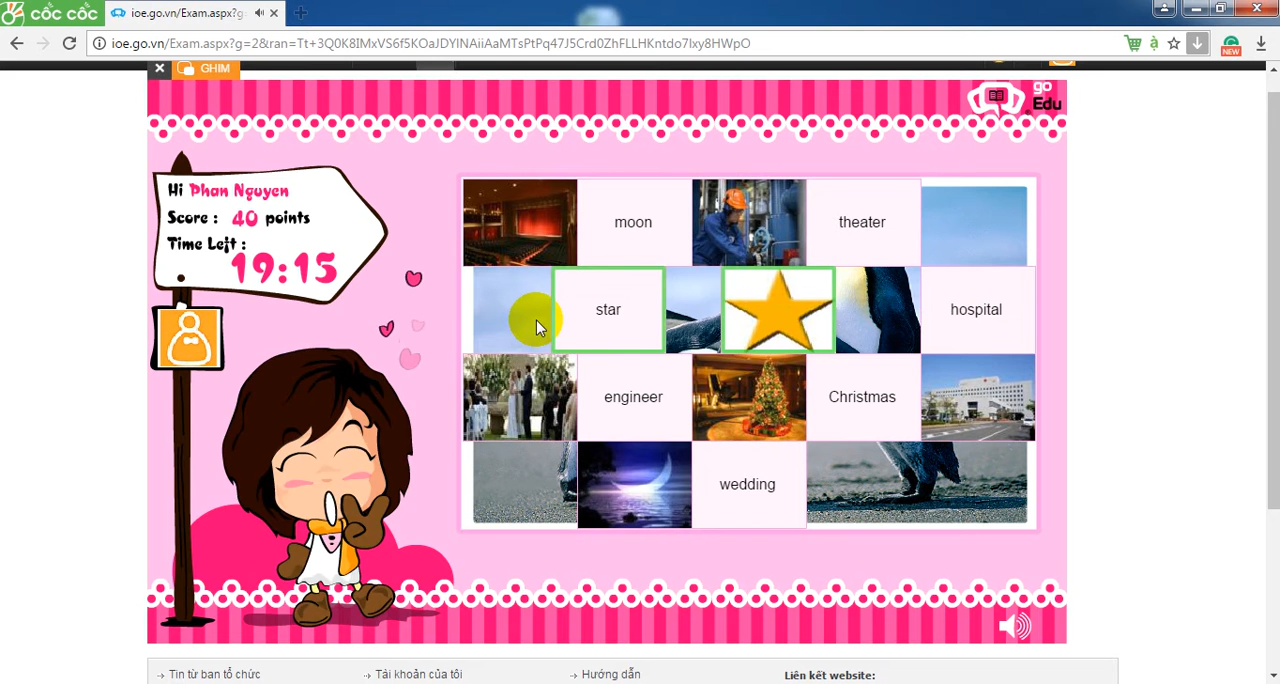 cốc cốc
ioe.go.vn/Exam.aspx?g=
ioe.go.vn/Exam.aspx?g=2&tran=Tt+3Q0K8IMxVS6f5KOaJDYINAiiAaMTsPtPq47J5Crd0ZhFLLHKntdo7lxy8HWpO
à
NEW
GHIM
go
Edu
Hi Phan Nguyen
Score : 40 points
Time Left :
19:15
moon
theater
star
hospital
engineer
Christmas
wedding
Tin từ ban tổ chức
Tài khoản của tôi
Hướng dẫn
Liên kết website: